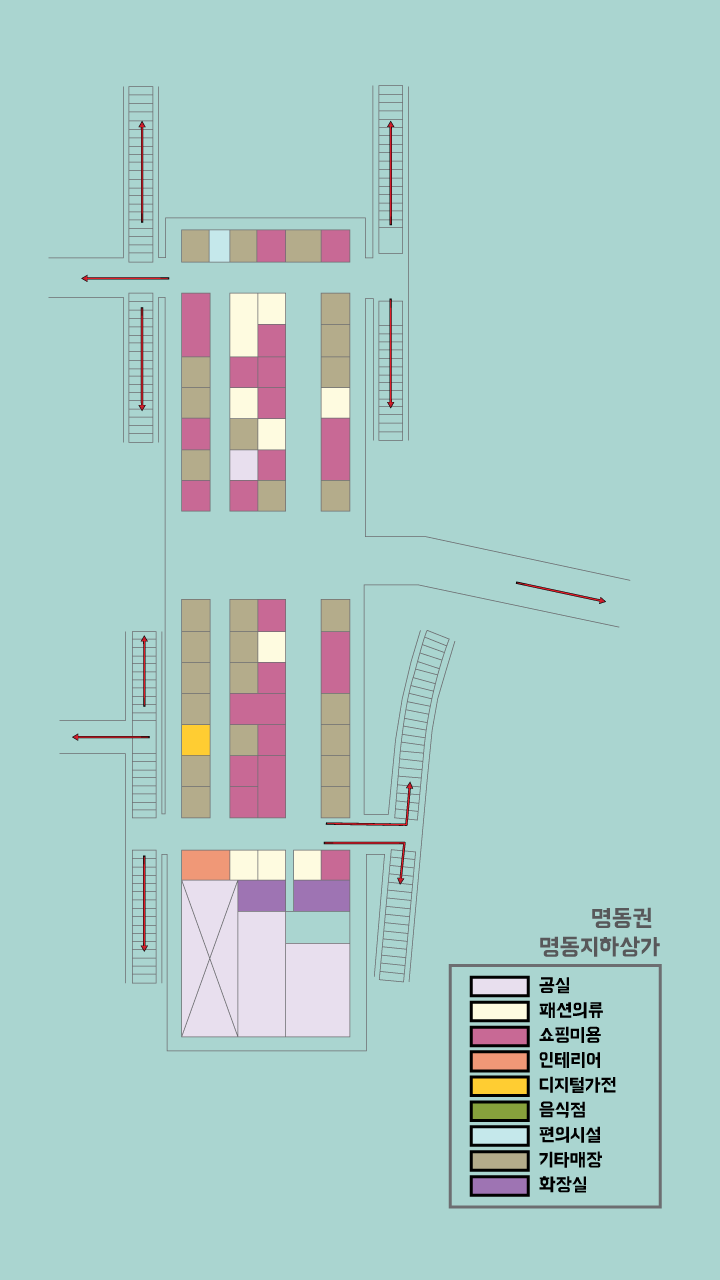 명동권
명동지하상가
공실
패션의류
쇼핑미용
인테리어
디지털가전
음식점
편의시설
기타매장
화장실